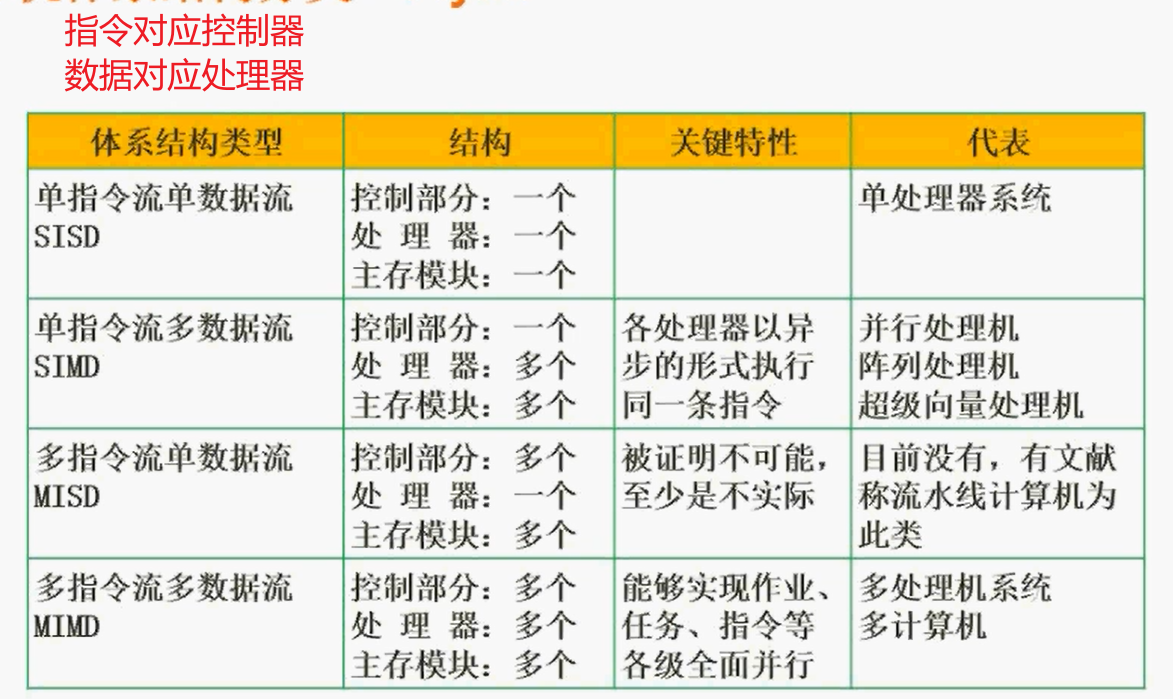 指令对应控制器
数据对应处理器
体系结构类型 结构 关键特性 代表
单指令流单数据流
SISD
控制部分：一个
处 理 器：一个
主存模块：一个
单处理器系统
单指令流多数据流
SIMD
控制部分：一个
处 理 器：多个
主存模块：多个
各处理器以异
步的形式执行
同一条指令
并行处理机
阵列处理机
超级向量处理机
多指令流单数据流
MISD
控制部分：多个
处 理 器：一个
主存模块：多个
被证明不可能，
至少是不实际
目前没有，有文献
称流水线计算机为
此类
多指令流多数据流
MIMD
控制部分：多个
处 理 器：多个
主存模块：多个
能够实现作业、
任务、指令等
各级全面并行
多处理机系统
多计算机